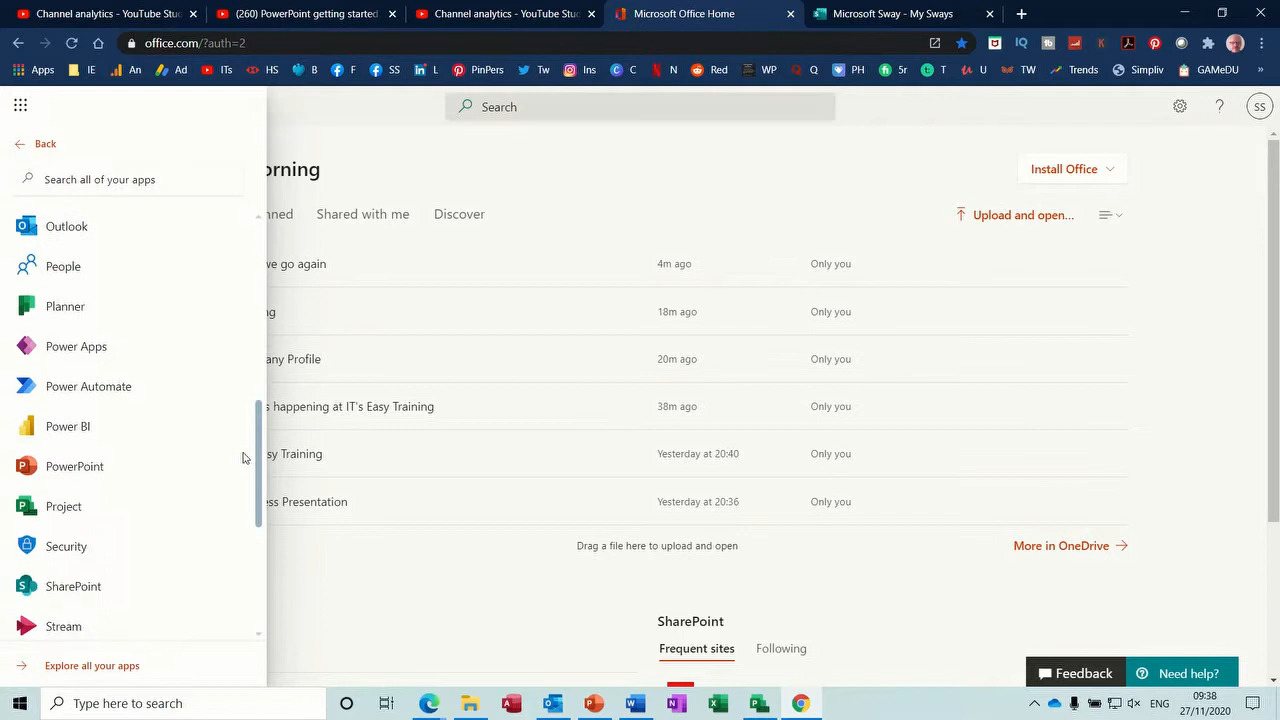 Channel analytics - YouTube Stu
(260) PowerPoint getting started
Channel analytics - YouTube Stu
Microsoft Office Home
Microsoft Sway - My Sways
office.com/?auth=2
Apps IE An Ad ITs HS B F SS L PinPers Tw Ins C N Red WP Q PH 5r T U TW Trends Simpliv GAMeDU »
Search
SS
Back
Search all of your apps
Outlook
People
Planner
Power Apps
Power Automate
Power BI
PowerPoint
Project
Security
SharePoint
Stream
Explore all your apps
orning
Install Office
nned Shared with me Discover
Upload and open...
we go again 4m ago Only you
ng 18m ago Only you
any Profile 20m ago Only you
s happening at IT's Easy Training 38m ago Only you
sy Training Yesterday at 20:40 Only you
ess Presentation Yesterday at 20:36 Only you
Drag a file here to upload and open
More in OneDrive
SharePoint
Frequent sites Following
Feedback
Need help?
Type here to search
ENG
09:38
27/11/2020